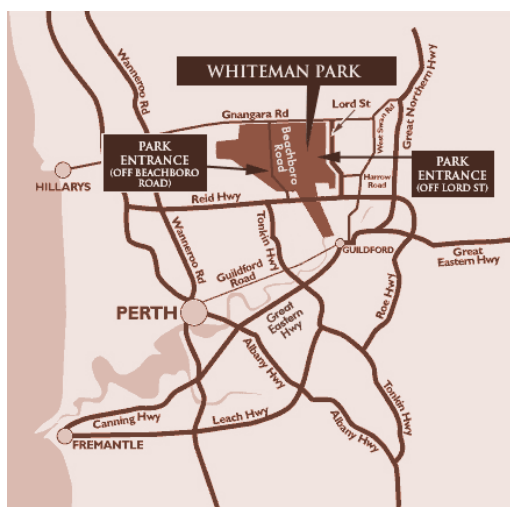 Wanneroo Rd
WHITEMAN PARK
Great Northern Hwy
Gnangara Rd
Lord St
West Swan Rd
PARK
ENTRANCE
(OFF BEACHBORO
ROAD)
Beachboro
Road
PARK
ENTRANCE
(OFF LORD ST)
HILLARYS
Harrow
Road
Reid Hwy
Wanneroo Rd
Tonkin Hwy
GUILDFORD
Great
Eastern Hwy
Guildford
Road
Roe Hwy
PERTH
Great
Eastern
Hwy
Albany Hwy
Tonkin Hwy
Canning Hwy
Leach Hwy
Albany Hwy
FREMANTLE